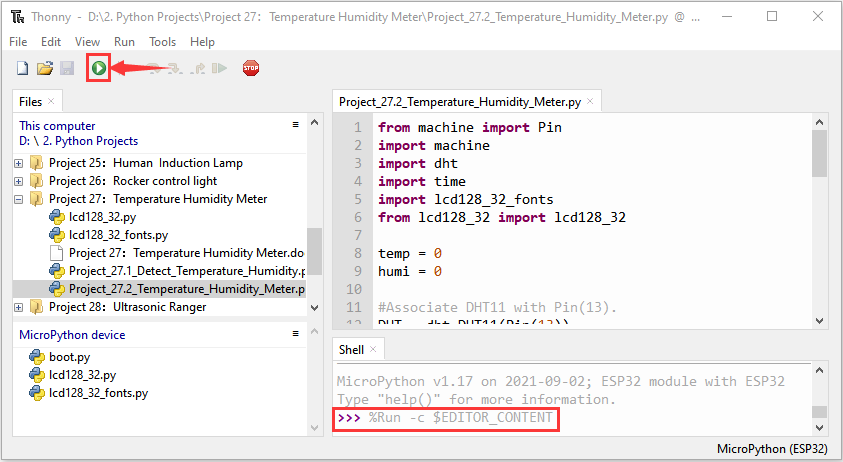 Thonny - D:\2. Python Projects\Project 27： Temperature Humidity Meter\Project_27.2_Temperature_Humidity_Meter.py @ ...
File Edit View Run Tools Help
STOP
Files
This computer
D: \ 2. Python Projects
Project 25：Human Induction Lamp
Project 26：Rocker control light
Project 27：Temperature Humidity Meter
lcd128_32.py
lcd128_32_fonts.py
Project 27：Temperature Humidity Meter.do
Project_27.1_Detect_Temperature_Humidity.p
Project_27.2_Temperature_Humidity_Meter.p
Project 28：Ultrasonic Ranger
MicroPython device
boot.py
lcd128_32.py
lcd128_32_fonts.py
Project_27.2_Temperature_Humidity_Meter.py
1 from machine import Pin
2 import machine
3 import dht
4 import time
5 import lcd128_32_fonts
6 from lcd128_32 import lcd128_32
7
8 temp = 0
9 humi = 0
10
11 #Associate DHT11 with Pin(13).
12 DHT = dht.DHT11(Pin(13))
Shell
MicroPython v1.17 on 2021-09-02; ESP32 module with ESP32
Type "help()" for more information.
>>> %Run -c $EDITOR_CONTENT
MicroPython (ESP32)